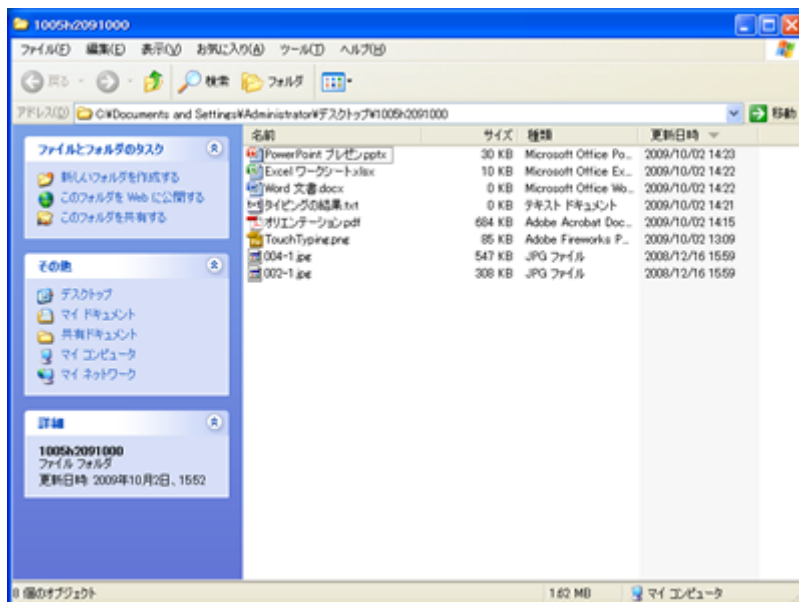 1005h2091000
ファイル(F) 編集(E) 表示(V) お気に入り(A) ツール(T) ヘルプ(H)
戻る 検索 フォルダ
アドレス(D) C:¥Documents and Settings¥Administrator¥デスクトップ¥1005h2091000 移動
ファイルとフォルダのタスク
新しいフォルダを作成する
このフォルダを Web に公開する
このフォルダを共有する
その他
デスクトップ
マイ ドキュメント
共有ドキュメント
マイ コンピュータ
マイ ネットワーク
詳細
1005h2091000
ファイル フォルダ
更新日時: 2009年10月2日、15:52
名前 サイズ 種類 更新日時
PowerPoint プレゼン.pptx 30 KB Microsoft Office Po... 2009/10/02 14:23
Excel ワークシート.xlsx 10 KB Microsoft Office Ex... 2009/10/02 14:22
Word 文書.docx 0 KB Microsoft Office Wo... 2009/10/02 14:22
タイピングの結果.txt 0 KB テキスト ドキュメント 2009/10/02 14:21
オリエンテーション.pdf 684 KB Adobe Acrobat Doc... 2009/10/02 14:15
TouchTyping.png 85 KB Adobe Fireworks P... 2009/10/02 13:09
004-1.jpg 547 KB JPG ファイル 2008/12/16 15:59
002-1.jpg 308 KB JPG ファイル 2008/12/16 15:59
8 個のオブジェクト 1.62 MB マイ コンピュータ